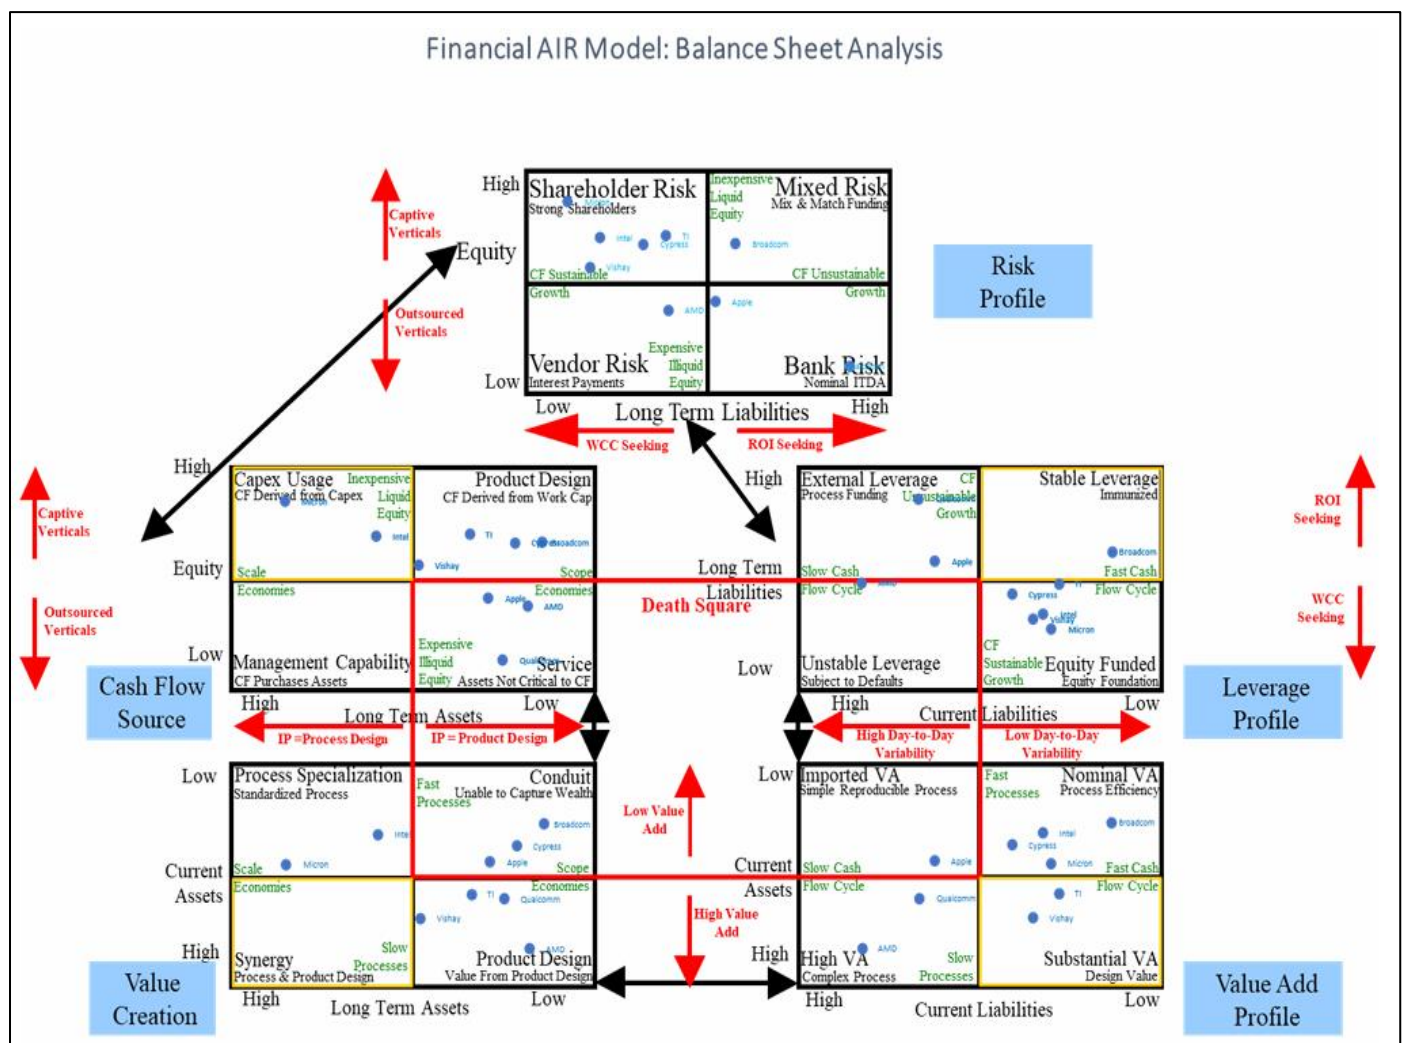 Financial AIR Model: Balance Sheet Analysis
High
Equity
Low
Captive
Verticals
Outsourced
Verticals
Shareholder Risk
Strong Shareholders
Micron
Intel
TI
Cypress
Vishay
CF Sustainable
Growth
Inexpensive
Liquid
Equity
Mixed Risk
Mix & Match Funding
Broadcom
CF Unsustainable
Growth
AMD
Expensive
Illiquid
Equity
Vendor Risk
Interest Payments
Apple
Bank Risk
Nominal ITDA
Low
Long Term Liabilities
High
WCC Seeking
ROI Seeking
Risk
Profile
Captive
Verticals
Outsourced
Verticals
High
Equity
Low
Capex Usage
CF Derived from Capex
Inexpensive
Liquid
Equity
Micron
Intel
Scale
Economies
Product Design
CF Derived from Work Cap
TI
Cypress
Broadcom
Vishay
Scope
Economies
Management Capability
CF Purchases Assets
Apple
AMD
Expensive
Illiquid
Equity
Qualcomm
Service
Assets Not Critical to CF
High
Long Term Assets
Low
IP =Process Design
IP = Product Design
Cash Flow
Source
Death Square
High
Long Term
Liabilities
Low
External Leverage
Process Funding
CF
Unsustainable
Growth
Apple
Slow Cash
Flow Cycle
AMD
Stable Leverage
Immunized
Broadcom
Fast Cash
Flow Cycle
TI
Cypress
Intel
Vishay
Micron
Unstable Leverage
Subject to Defaults
CF
Sustainable
Growth
Equity Funded
Equity Foundation
High
Current Liabilities
Low
High Day-to-Day
Variability
Low Day-to-Day
Variability
ROI
Seeking
WCC
Seeking
Leverage
Profile
Low
Current
Assets
High
Process Specialization
Standardized Process
Intel
Micron
Scale
Economies
Fast
Processes
Conduit
Unable to Capture Wealth
Broadcom
Cypress
Apple
Scope
Economies
Synergy
Process & Product Design
Slow
Processes
TI
Qualcomm
Vishay
AMD
Product Design
Value From Product Design
High
Long Term Assets
Low
Value
Creation
Low Value
Add
High Value
Add
Low
Current
Assets
High
Imported VA
Simple Reproducible Process
Apple
Slow Cash
Flow Cycle
Fast
Processes
Nominal VA
Process Efficiency
Broadcom
Intel
Cypress
Micron
Fast Cash
Flow Cycle
Qualcomm
AMD
High VA
Complex Process
Slow
Processes
TI
Vishay
Substantial VA
Design Value
High
Current Liabilities
Low
Value Add
Profile